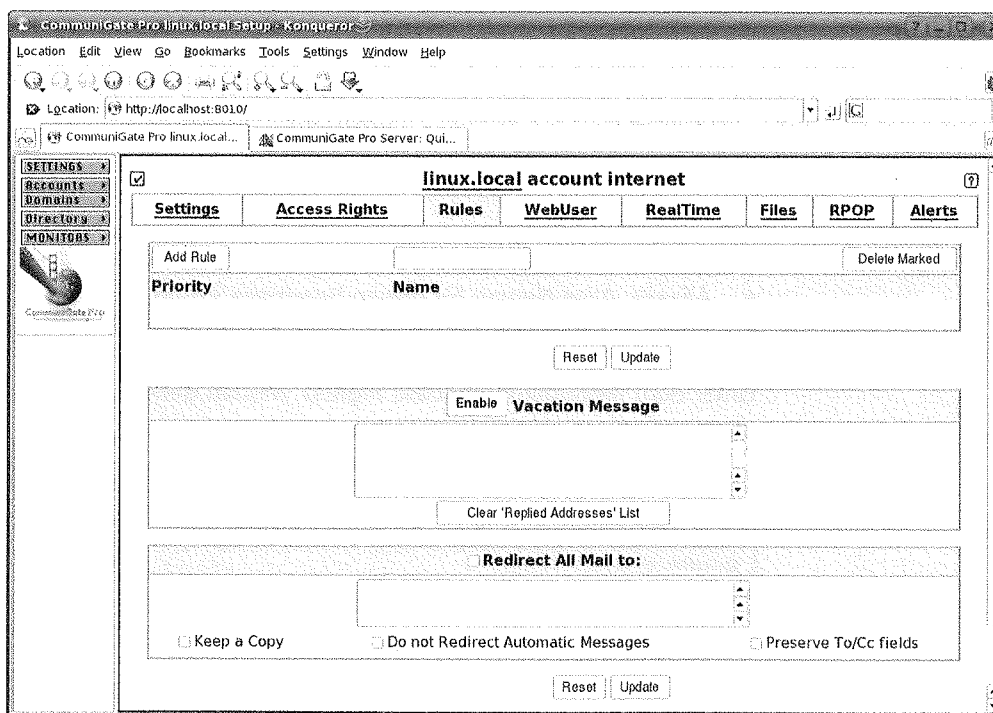 CommuniGate Pro linux.local Setup - Konqueror
Location Edit View Go Bookmarks Tools Settings Window Help
Location: http://localhost:8010/
CommuniGate Pro linux.local... CommuniGate Pro Server: Qui...
SETTINGS
Accounts
Domains
Directory
MONITORS
CommuniGate Pro
linux.local account internet
Settings Access Rights Rules WebUser RealTime Files RPOP Alerts
Add Rule Delete Marked
Priority Name
Reset Update
Enable Vacation Message
Clear 'Replied Addresses' List
Redirect All Mail to:
Keep a Copy Do not Redirect Automatic Messages Preserve To/Cc fields
Reset Update